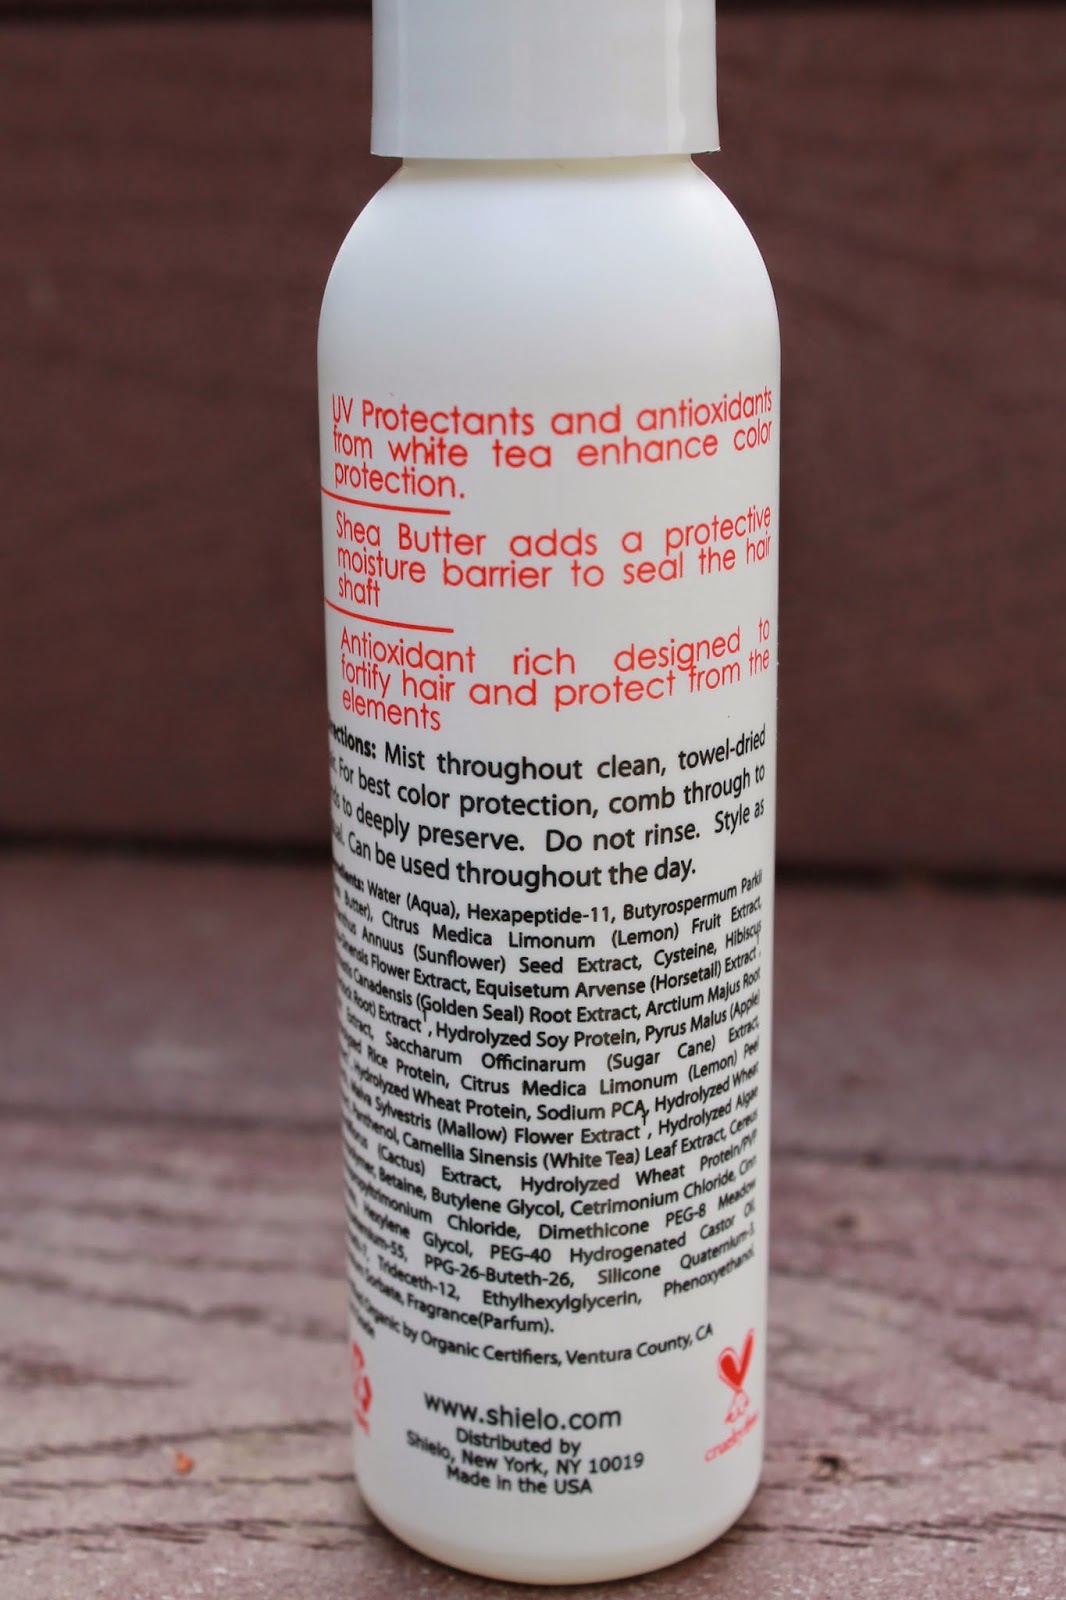 UV Protectants and antioxidants
from white tea enhance color
protection.
Shea Butter adds a protective
moisture barrier to seal the hair
shaft
Antioxidant rich designed to
fortify hair and protect from the
elements
Mist throughout clean, towel-dried
For best color protection, comb through to
to deeply preserve. Do not rinse. Style as
Can be used throughout the day.
Water (Aqua), Hexapeptide-11, Butyrospermum Parkii
Butter), Citrus Medica Limonum (Lemon) Fruit Extract,
Annuus (Sunflower) Seed Extract, Cysteine, Hibiscus
Flower Extract, Equisetum Arvense (Horsetail) Extract
Canadensis (Golden Seal) Root Extract, Arctium Majus Root
Root) Extract¹, Hydrolyzed Soy Protein, Pyrus Malus (Apple)
Extract, Saccharum Officinarum (Sugar Cane) Extract,
Rice Protein, Citrus Medica Limonum (Lemon) Peel
Hydrolyzed Wheat Protein, Sodium PCA, Hydrolyzed Wheat
Malva Sylvestris (Mallow) Flower Extract¹, Hydrolyzed Algae
Panthenol, Camellia Sinensis (White Tea) Leaf Extract, Cereus
(Cactus) Extract, Hydrolyzed Wheat Protein/PVP
Betaine, Butylene Glycol, Cetrimonium Chloride,
Chloride, Dimethicone PEG-8 Meadow
Hexylene Glycol, PEG-40 Hydrogenated Castor Oil,
PPG-26-Buteth-26, Silicone Quaternium-3,
Trideceth-12, Ethylhexylglycerin, Phenoxyethanol,
Sorbate, Fragrance(Parfum).
Organic by Organic Certifiers, Ventura County, CA
www.shielo.com
Distributed by
Shielo, New York, NY 10019
Made in the USA